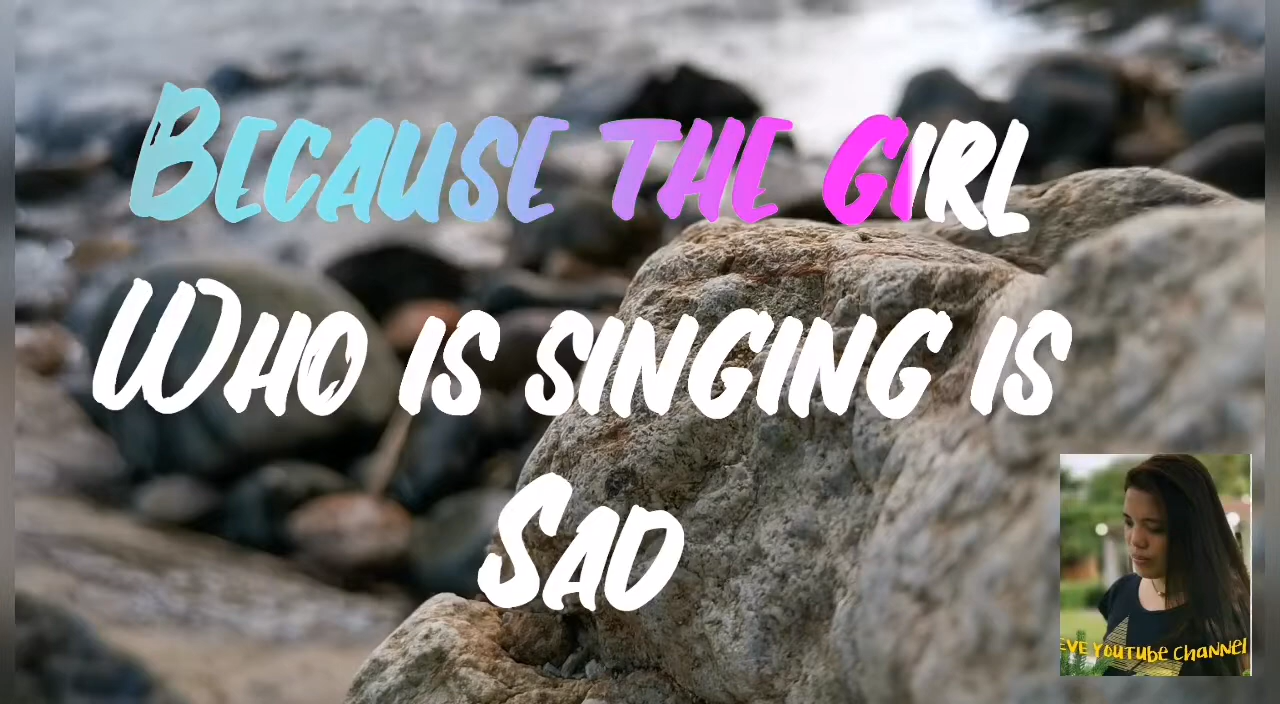 Because the Girl
Who is singing is
Sad
EVE YouTube Channel